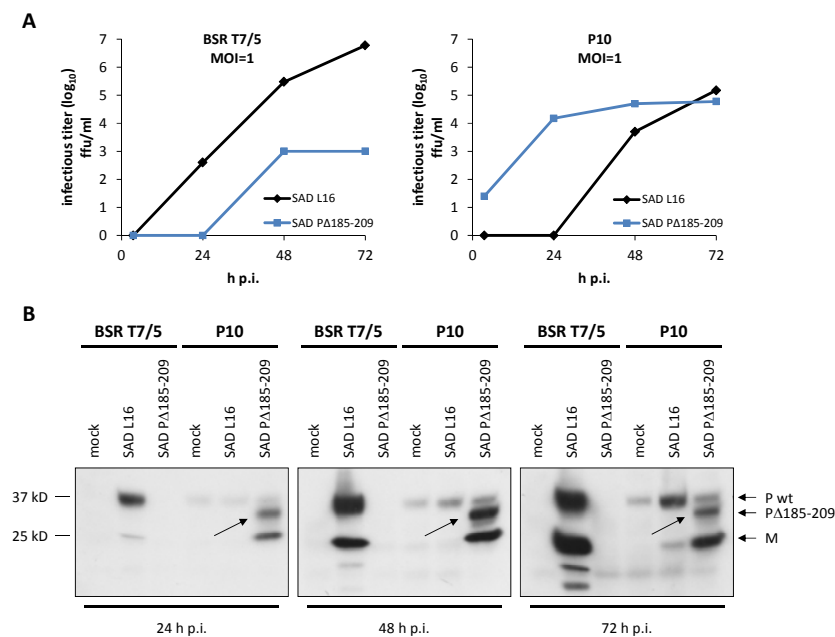 A
BSR T7/5
MOI=1
infectious titer (log10)
ffu/ml
7
6
5
4
3
2
1
0
0
24
48
72
h p.i.
SAD L16
SAD PΔ185-209
P10
MOI=1
infectious titer (log10)
ffu/ml
7
6
5
4
3
2
1
0
0
24
48
72
h p.i.
SAD L16
SAD PΔ185-209
B
BSR T7/5 P10 BSR T7/5 P10 BSR T7/5 P10
mock
SAD L16
SAD PΔ185-209
mock
SAD L16
SAD PΔ185-209
mock
SAD L16
SAD PΔ185-209
mock
SAD L16
SAD PΔ185-209
mock
SAD L16
SAD PΔ185-209
mock
SAD L16
SAD PΔ185-209
37 kD
25 kD
P wt
PΔ185-209
M
24 h p.i. 48 h p.i. 72 h p.i.